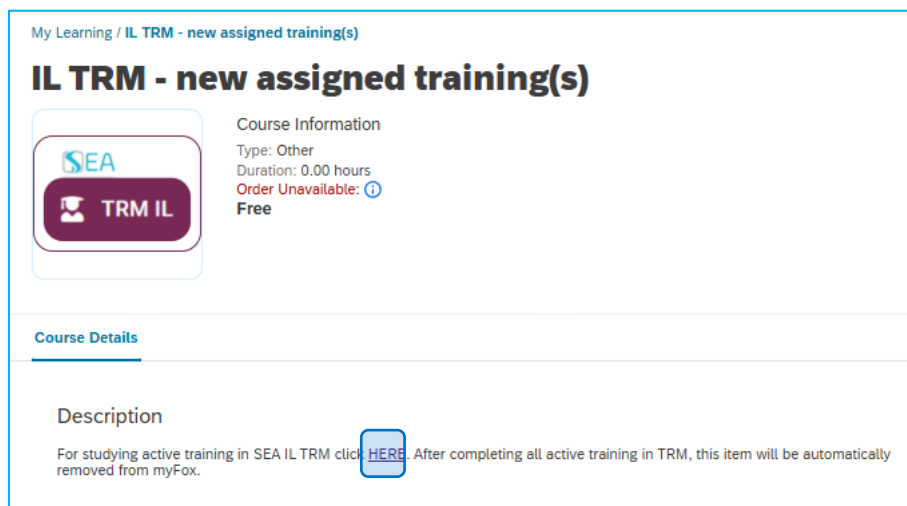 My Learning / IL TRM - new assigned training(s)
IL TRM - new assigned training(s)
SEA
TRM IL
Course Information
Type: Other
Duration: 0.00 hours
Order Unavailable:
Free
Course Details
Description
For studying active training in SEA IL TRM click HERE. After completing all active training in TRM, this item will be automatically
removed from myFox.